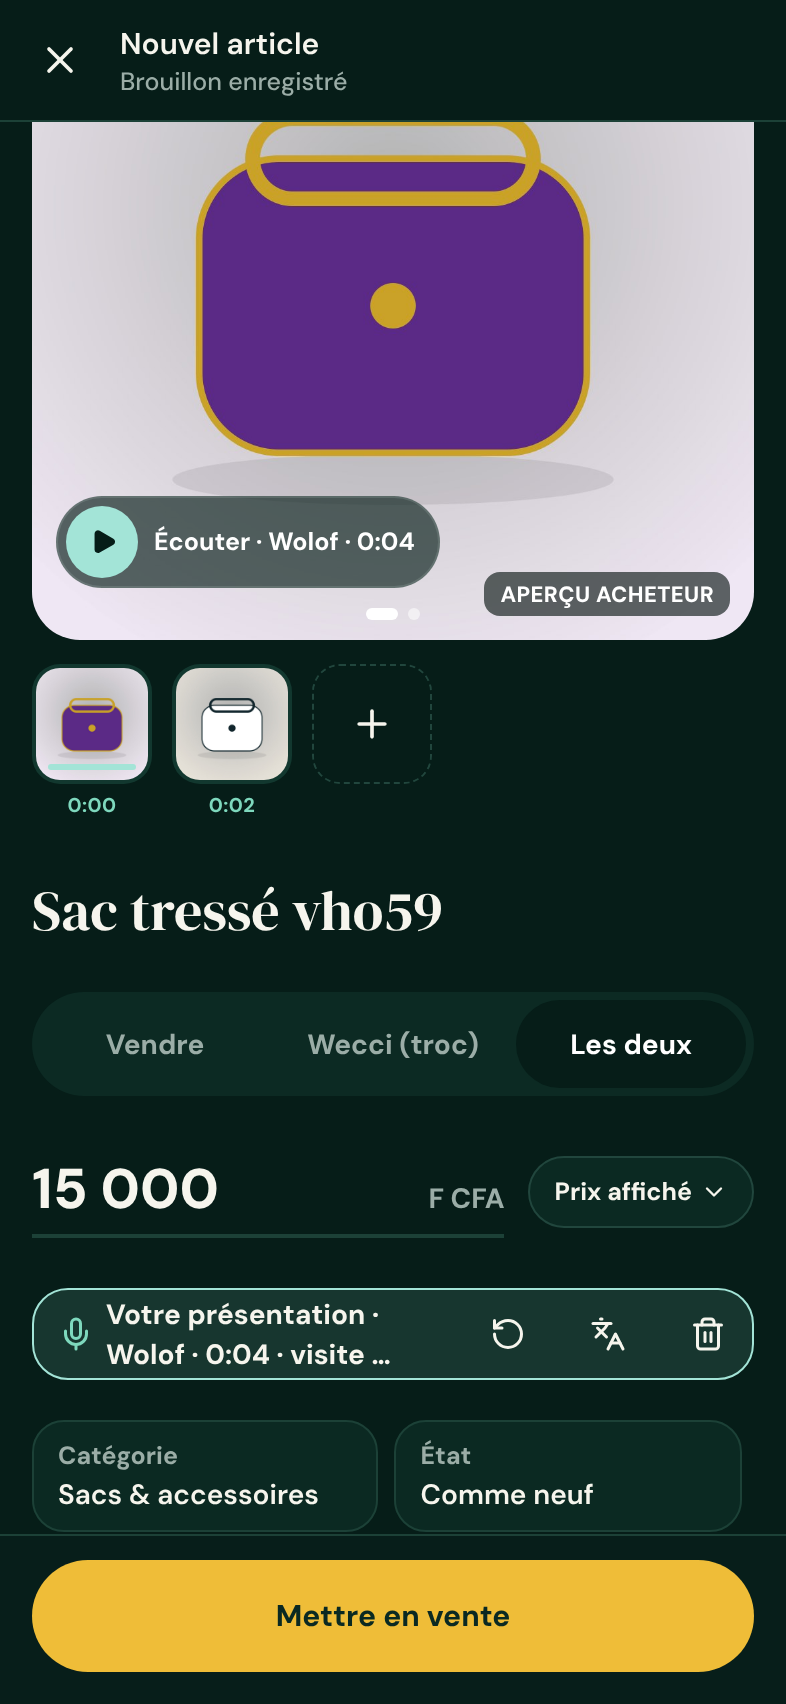 Nouvel article
Brouillon enregistré
Écouter · Wolof · 0:04
APERÇU ACHETEUR
0:00
0:02
Sac tressé vho59
Vendre
Wecci (troc)
Les deux
15 000
F CFA
Prix affiché
Votre présentation ·
Wolof · 0:04 · visite ...
Catégorie
Sacs & accessoires
État
Comme neuf
Mettre en vente